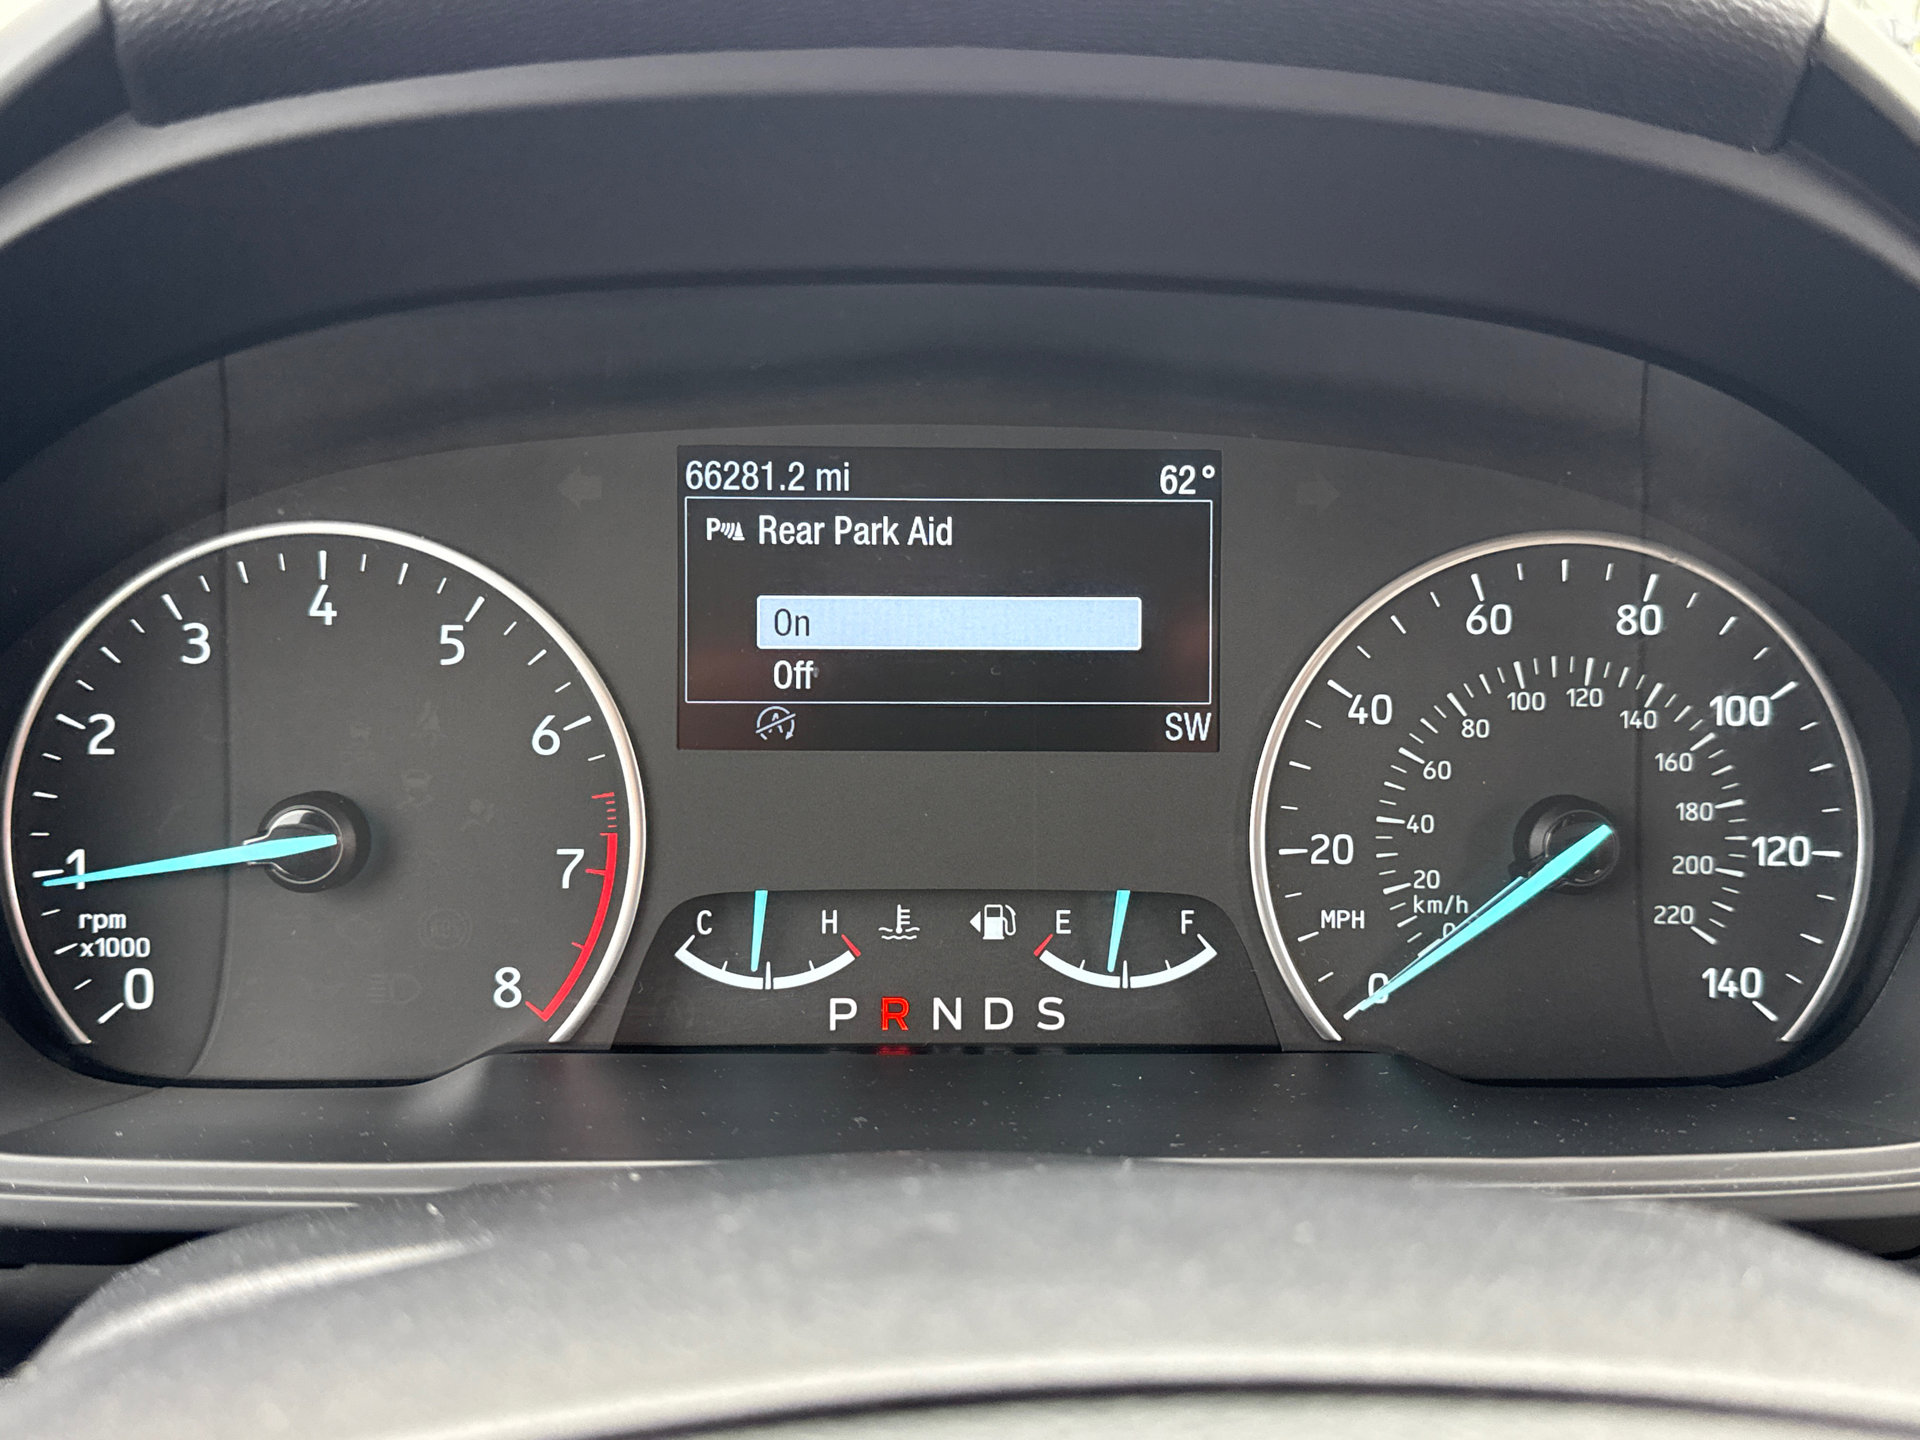 66281.2 mi 62°
P Rear Park Aid
On
Off
SW
0 1 2 3 4 5 6 7 8
rpm
x1000
C H
E F
P R N D S
0 20 40 60 80 100 120 140
MPH
0 20 40 60 80 100 120 140 160 180 200 220
km/h